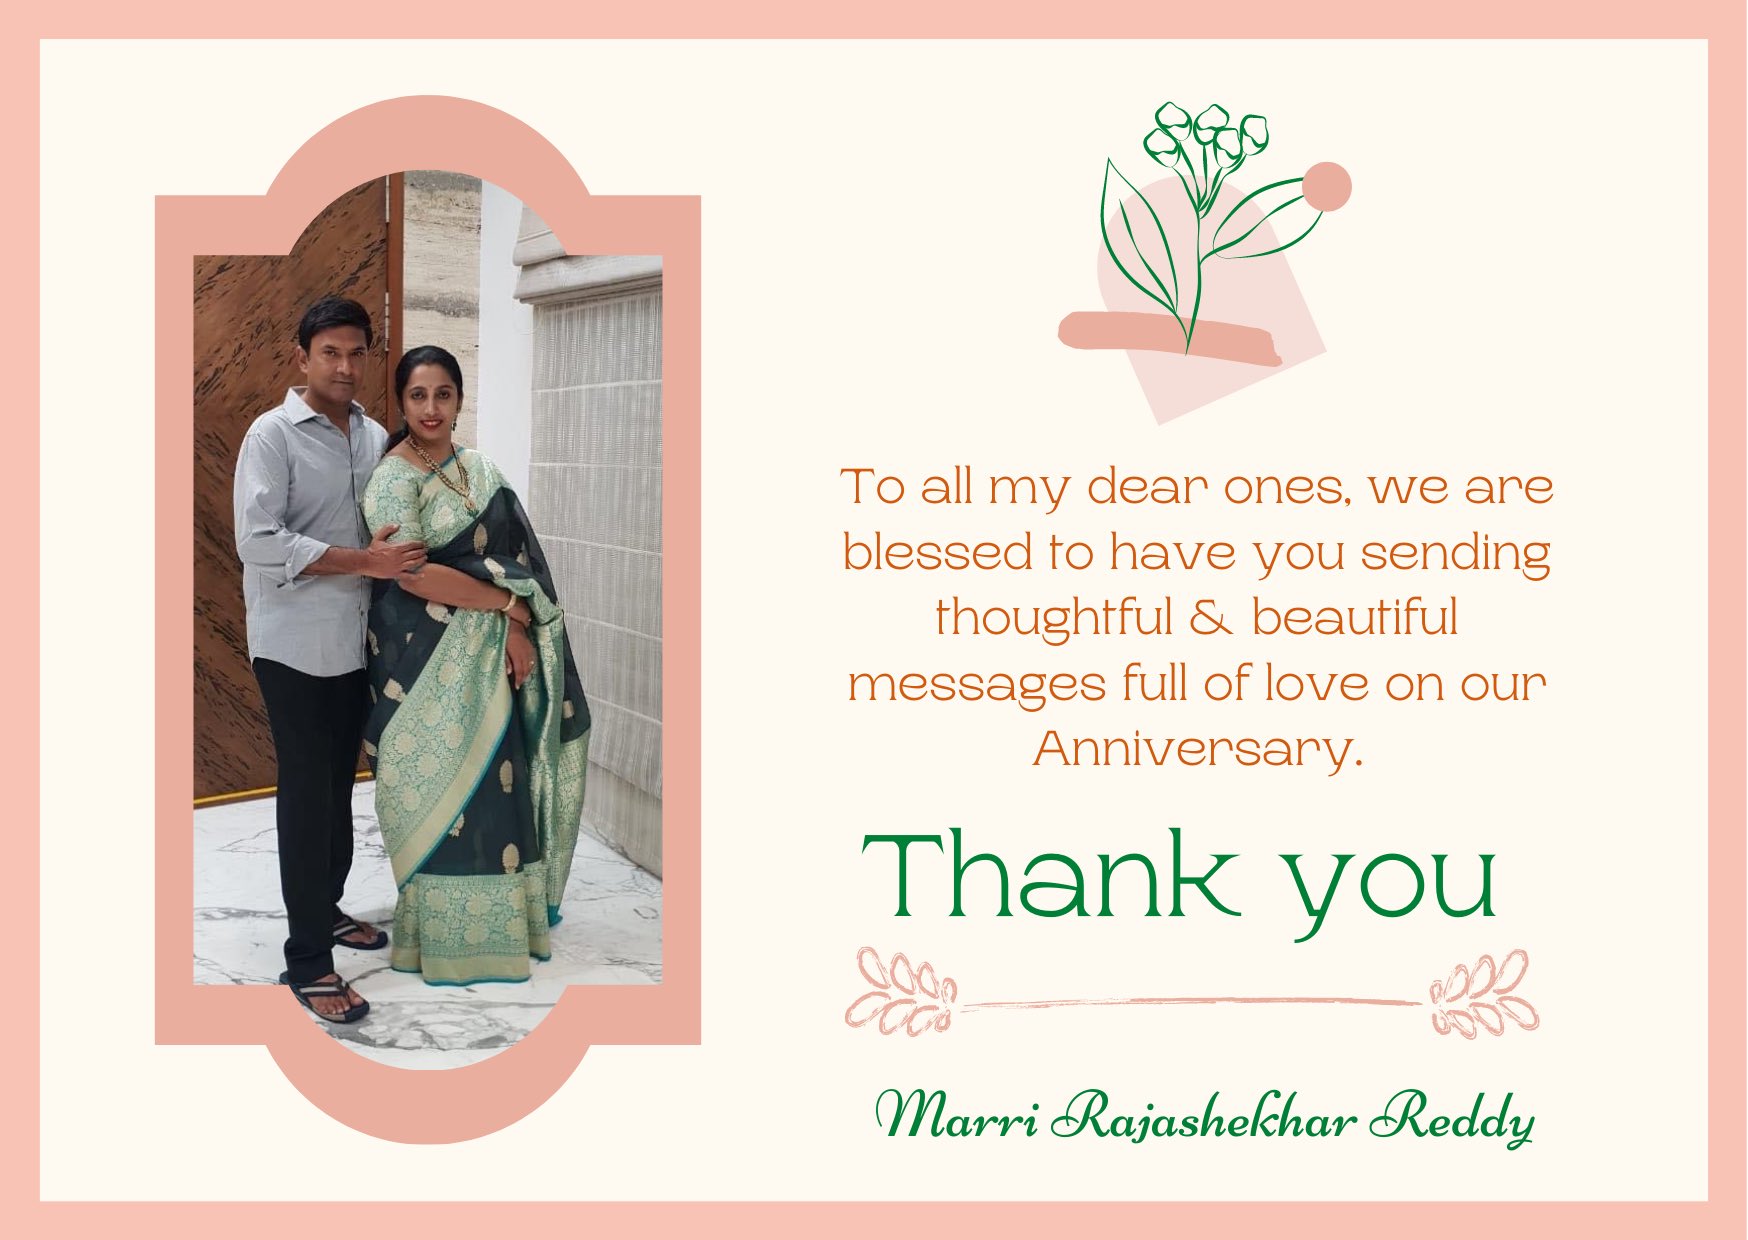 To all my dear ones, we are
blessed to have you sending
thoughtful & beautiful
messages full of love on our
Anniversary.
Thank you
Marri Rajashekhar Reddy